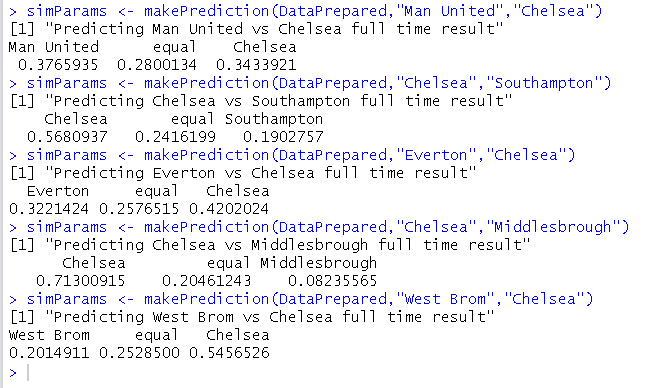 > simParams <- makePrediction(DataPrepared,"Man United","Chelsea")
[1] "Predicting Man United vs Chelsea full time result"
Man United      equal    Chelsea
 0.3765935  0.2800134  0.3433921
> simParams <- makePrediction(DataPrepared,"Chelsea","Southampton")
[1] "Predicting Chelsea vs Southampton full time result"
    Chelsea       equal Southampton
  0.5680937   0.2416199   0.1902757
> simParams <- makePrediction(DataPrepared,"Everton","Chelsea")
[1] "Predicting Everton vs Chelsea full time result"
  Everton     equal   Chelsea
0.3221424 0.2576515 0.4202024
> simParams <- makePrediction(DataPrepared,"Chelsea","Middlesbrough")
[1] "Predicting Chelsea vs Middlesbrough full time result"
      Chelsea         equal Middlesbrough
   0.71300915    0.20461243    0.08235565
> simParams <- makePrediction(DataPrepared,"West Brom","Chelsea")
[1] "Predicting West Brom vs Chelsea full time result"
West Brom     equal   Chelsea
0.2014911 0.2528500 0.5456526
>